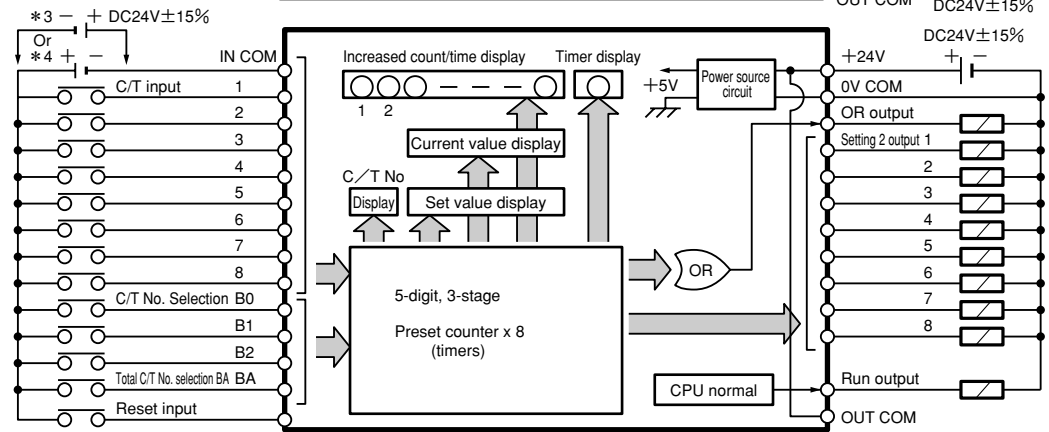 OUT COM DC24V±15%
*3 − + DC24V±15%
Or
*4 + −
IN COM
C/T input 1
2
3
4
5
6
7
8
C/T No. Selection B0
B1
B2
Total C/T No. selection BA BA
Reset input
Increased count/time display
1 2
Timer display
Current value display
C/T No
Display
Set value display
5-digit, 3-stage
Preset counter x 8
(timers)
+5V
Power source
circuit
OR
CPU normal
DC24V±15%
+24V + −
0V COM
OR output
Setting 2 output 1
2
3
4
5
6
7
8
Run output
OUT COM